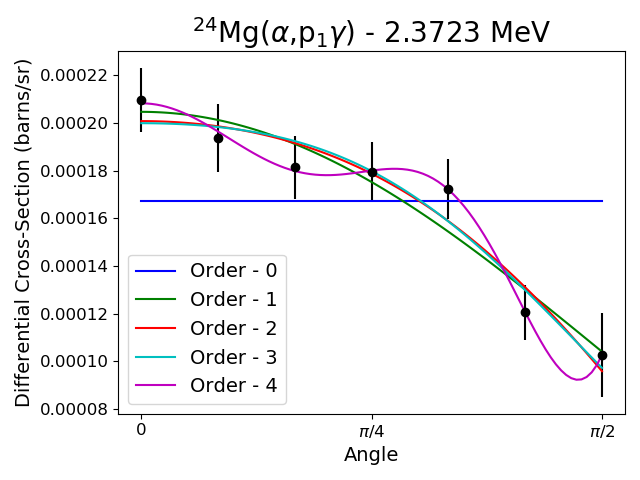 ²⁴Mg(α,p₁γ) - 2.3723 MeV
Differential Cross-Section (barns/sr)
0.00022
0.00020
0.00018
0.00016
0.00014
0.00012
0.00010
0.00008
Order - 0
Order - 1
Order - 2
Order - 3
Order - 4
0
π/4
π/2
Angle